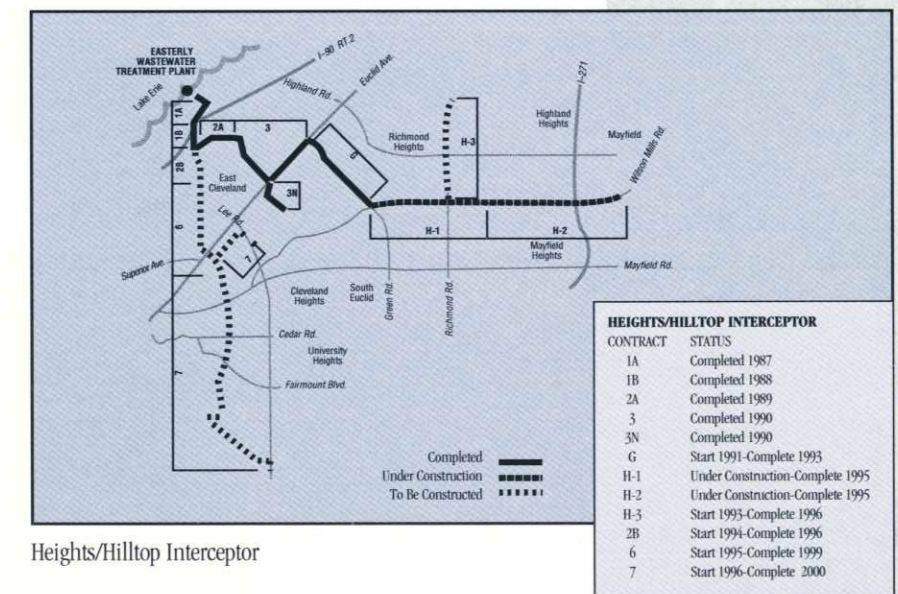 EASTERLY
WASTEWATER
TREATMENT PLANT
Lake Erie
I-90 RT.2
Euclid Ave.
Highland Rd.
I-271
1A
1B
2A
3
2B
G
H-3
Richmond
Heights
Highland
Heights
Mayfield
Wilson Mills Rd.
East
Cleveland
3N
6
Lee Rd.
7
H-1
H-2
Mayfield
Heights
Superior Ave.
Mayfield Rd.
Cleveland
Heights
South
Euclid
Green Rd.
Richmond Rd.
Cedar Rd.
University
Heights
Fairmount Blvd.
7
Completed
Under Construction
To Be Constructed
HEIGHTS/HILLTOP INTERCEPTOR
CONTRACT STATUS
1A Completed 1987
1B Completed 1988
2A Completed 1989
3 Completed 1990
3N Completed 1990
G Start 1991-Complete 1993
H-1 Under Construction-Complete 1995
H-2 Under Construction-Complete 1995
H-3 Start 1993-Complete 1996
2B Start 1994-Complete 1996
6 Start 1995-Complete 1999
7 Start 1996-Complete 2000
Heights/Hilltop Interceptor